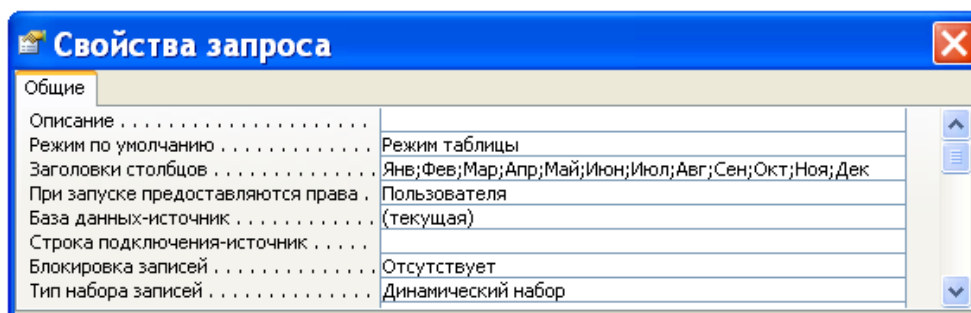 Свойства запроса
Общие
Описание . . . . . . . . . . . . . . . . . . . . . .
Режим по умолчанию . . . . . . . . . . . . . Режим таблицы
Заголовки столбцов . . . . . . . . . . . . . . . Янв;Фев;Мар;Апр;Май;Июн;Июл;Авг;Сен;Окт;Ноя;Дек
При запуске предоставляются права . Пользователя
База данных-источник . . . . . . . . . . . . . (текущая)
Строка подключения-источник . . . . .
Блокировка записей . . . . . . . . . . . . . . . Отсутствует
Тип набора записей . . . . . . . . . . . . . . . Динамический набор